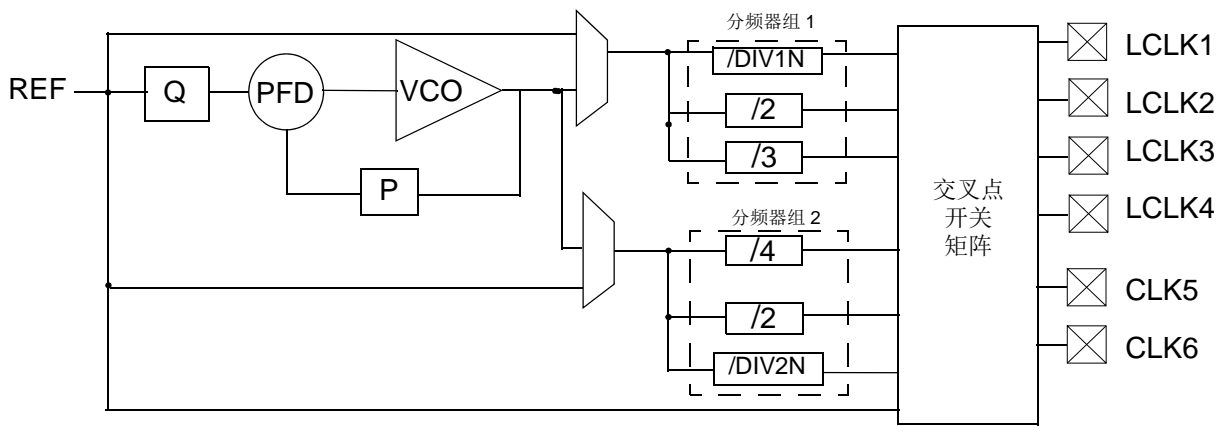 分频器组 1
/DIV1N
/2
/3
REF
Q
PFD
VCO
P
分频器组 2
/4
/2
/DIV2N
交叉点
开关
矩阵
LCLK1
LCLK2
LCLK3
LCLK4
CLK5
CLK6